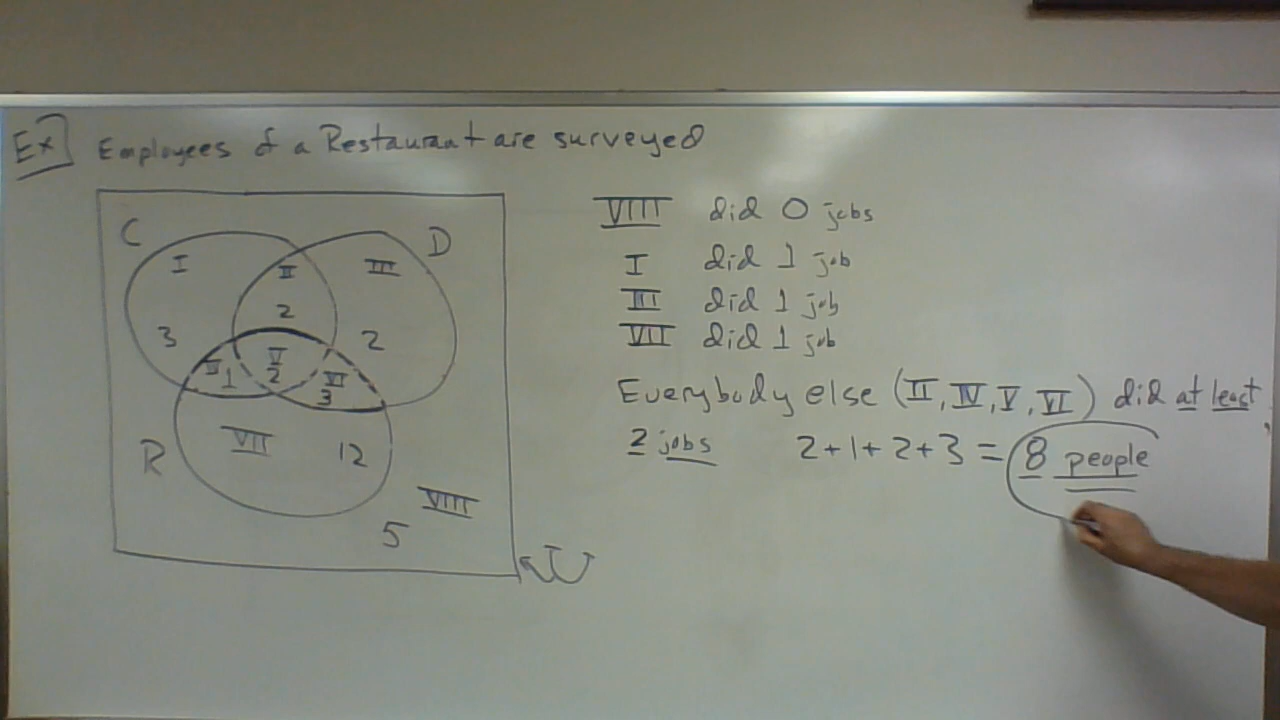 Ex] Employees of a Restaurant are surveyed
C
D
I
II
III
2
3
2
IV 1
V
2
VI
3
R
VII
12
VIII
5
U
VIII did 0 jobs
I did 1 job
III did 1 job
VII did 1 job
Everybody else (II, IV, V, VI) did at least
2 jobs 2+1+2+3 = 8 people